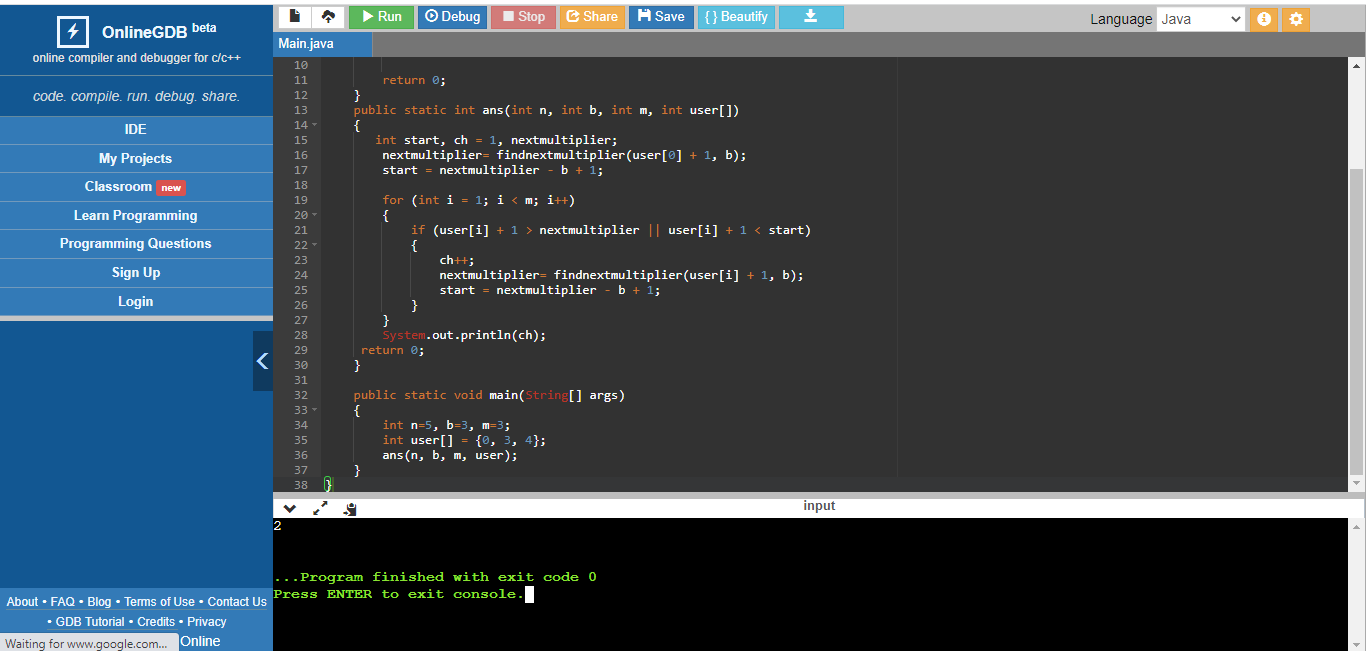 OnlineGDB beta
online compiler and debugger for c/c++
code. compile. run. debug. share.
IDE
My Projects
Classroom new
Learn Programming
Programming Questions
Sign Up
Login
About • FAQ • Blog • Terms of Use • Contact Us
• GDB Tutorial • Credits • Privacy
Online
Waiting for www.google.com...
Run Debug Stop Share Save { } Beautify Language Java
Main.java
10
11 return 0;
12 }
13 public static int ans(int n, int b, int m, int user[])
14 {
15 int start, ch = 1, nextmultiplier;
16 nextmultiplier= findnextmultiplier(user[0] + 1, b);
17 start = nextmultiplier - b + 1;
18
19 for (int i = 1; i < m; i++)
20 {
21 if (user[i] + 1 > nextmultiplier || user[i] + 1 < start)
22 {
23 ch++;
24 nextmultiplier= findnextmultiplier(user[i] + 1, b);
25 start = nextmultiplier - b + 1;
26 }
27 }
28 System.out.println(ch);
29 return 0;
30 }
31
32 public static void main(String[] args)
33 {
34 int n=5, b=3, m=3;
35 int user[] = {0, 3, 4};
36 ans(n, b, m, user);
37 }
38 }
input
2
...Program finished with exit code 0
Press ENTER to exit console.